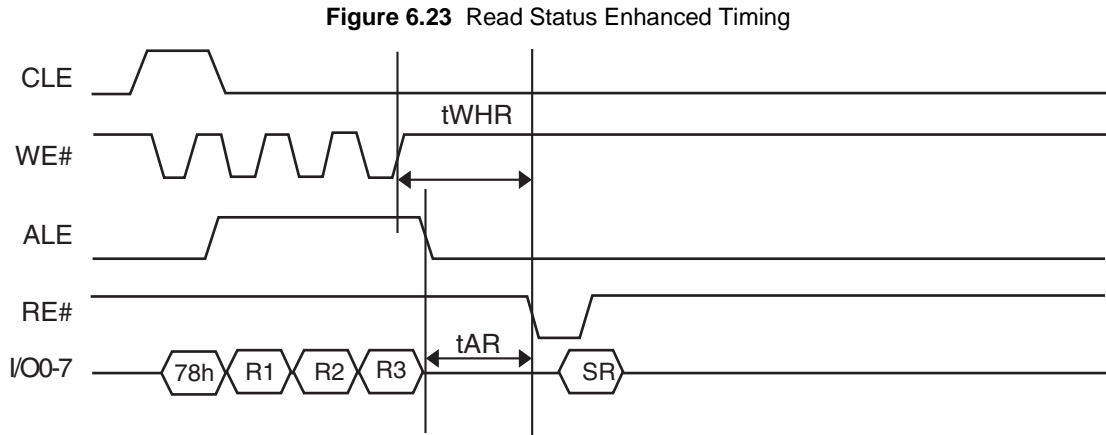 Figure 6.23 Read Status Enhanced Timing
CLE
tWHR
WE#
ALE
RE#
tAR
I/O0-7
78h R1 R2 R3 SR